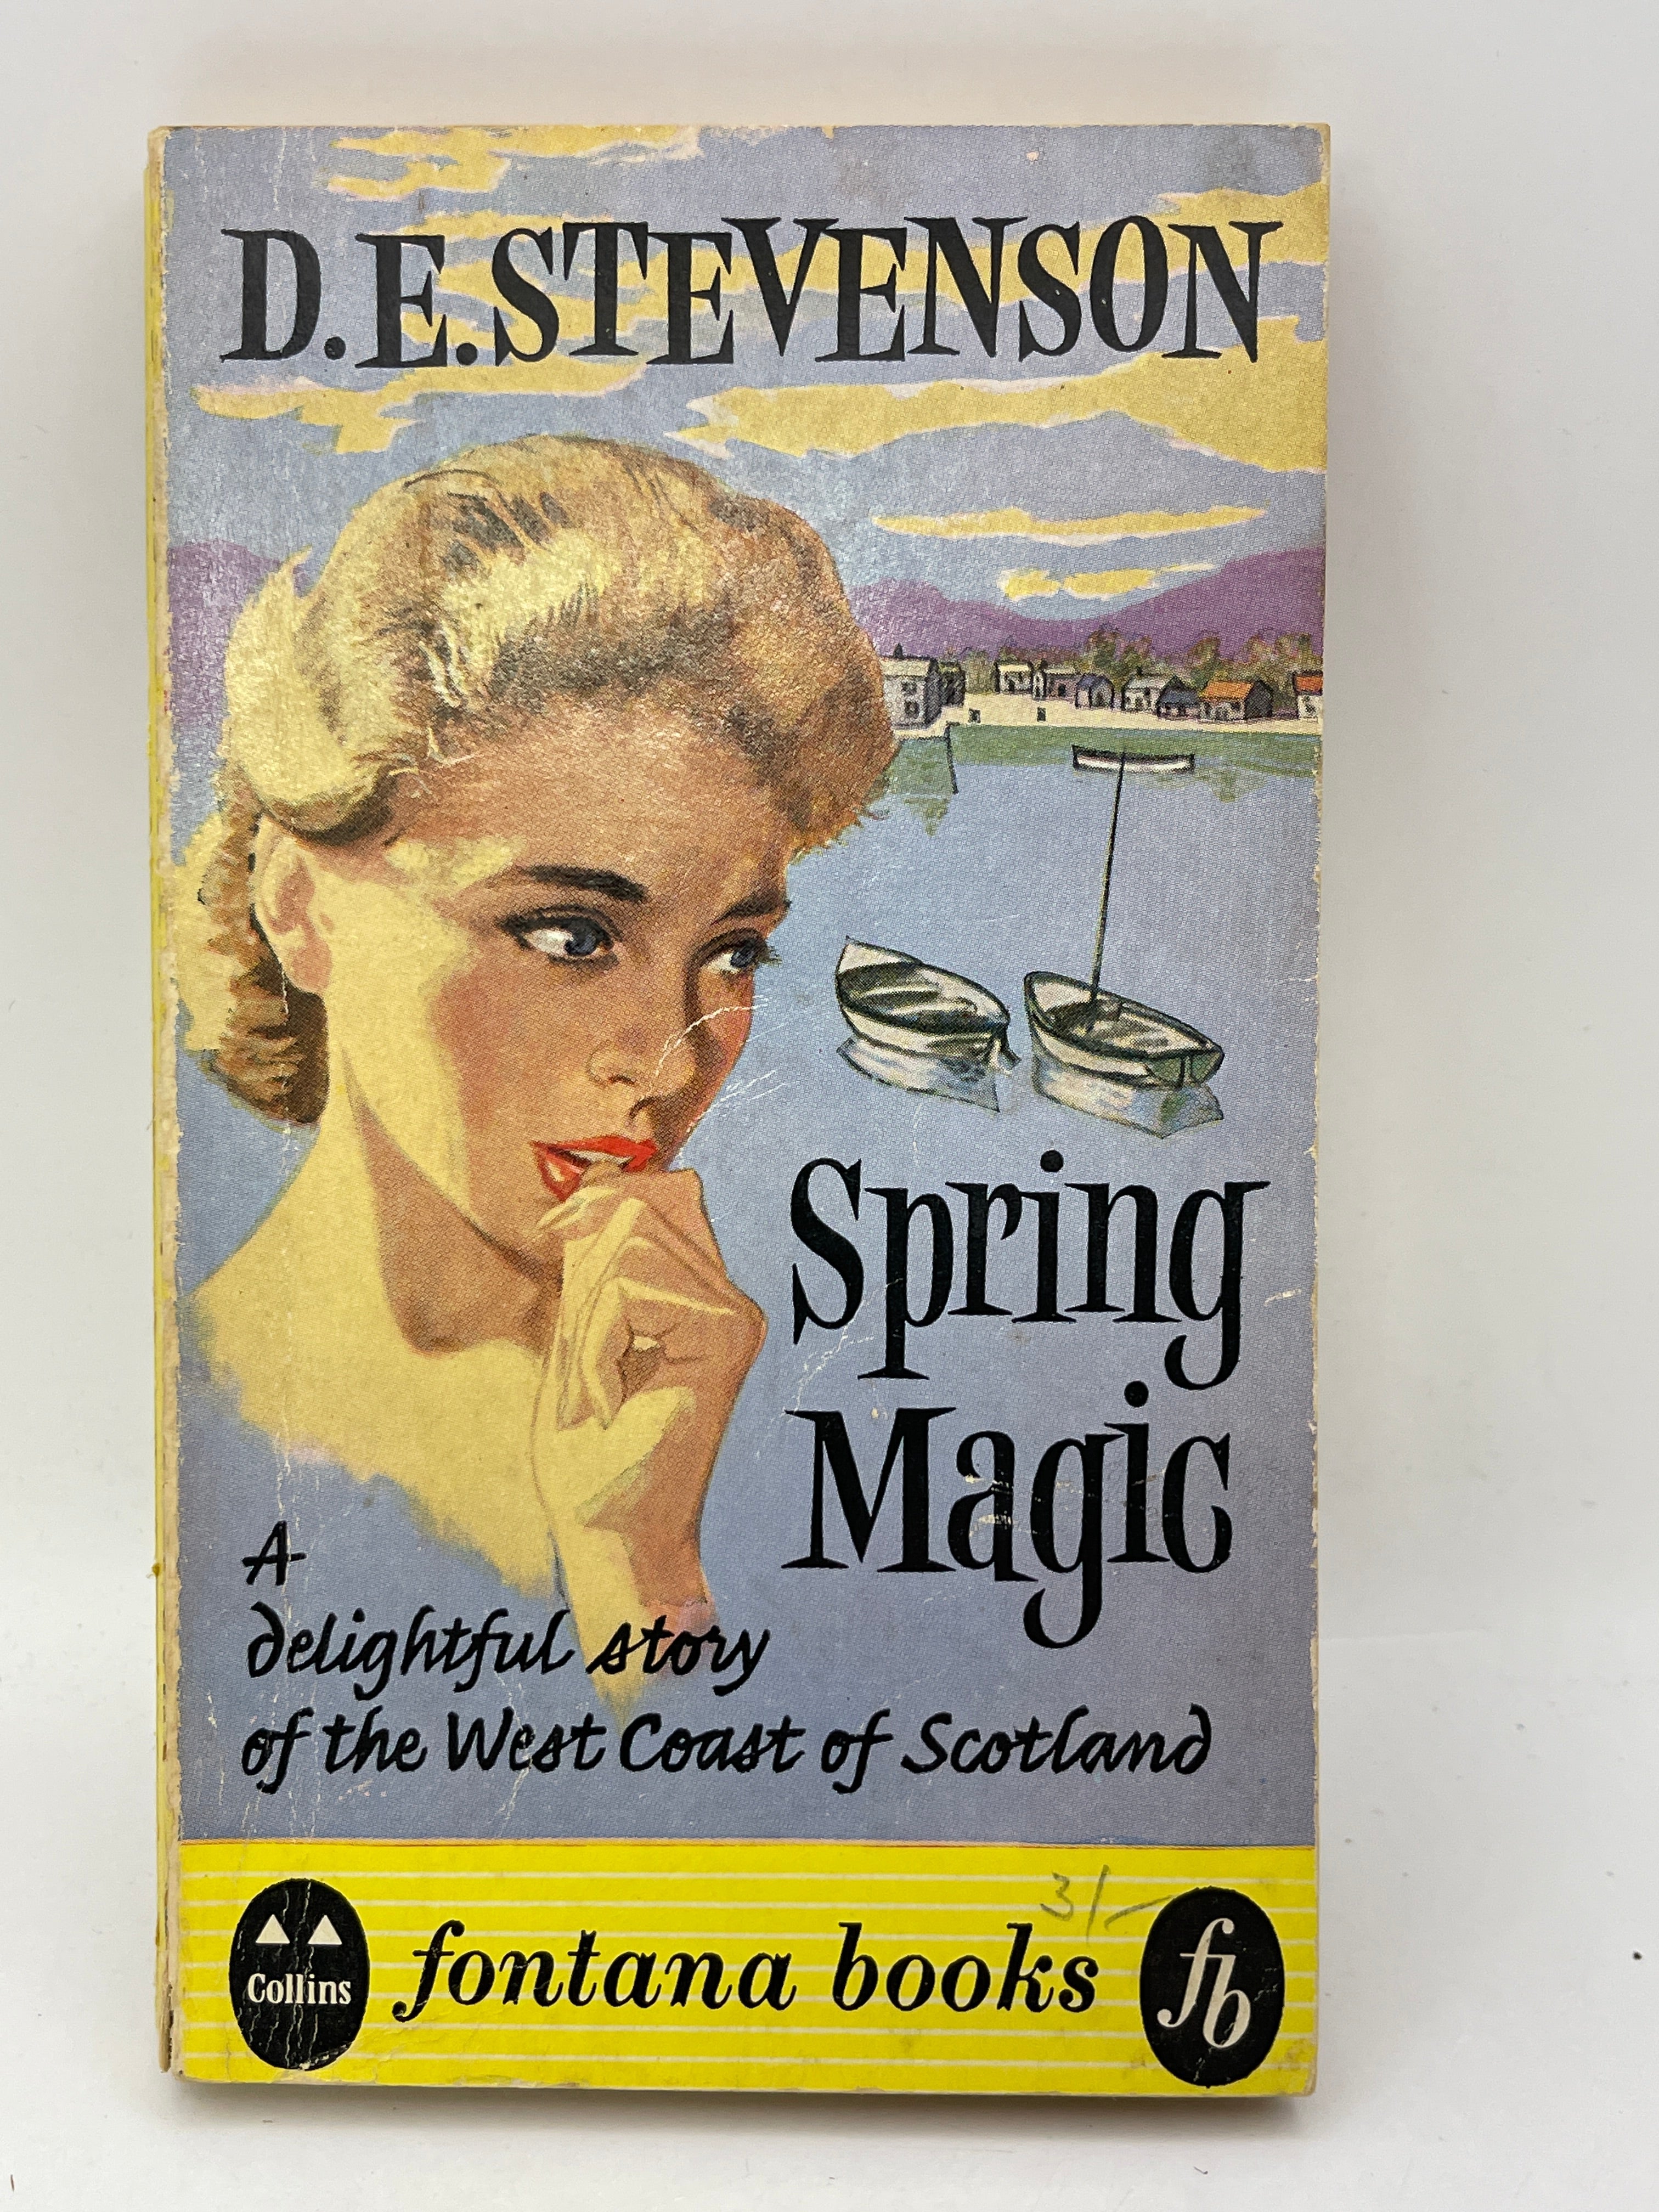 D.E. STEVENSON
Spring
Magic
A
delightful story
of the West Coast of Scotland
3/-
Collins
fontana books
fb